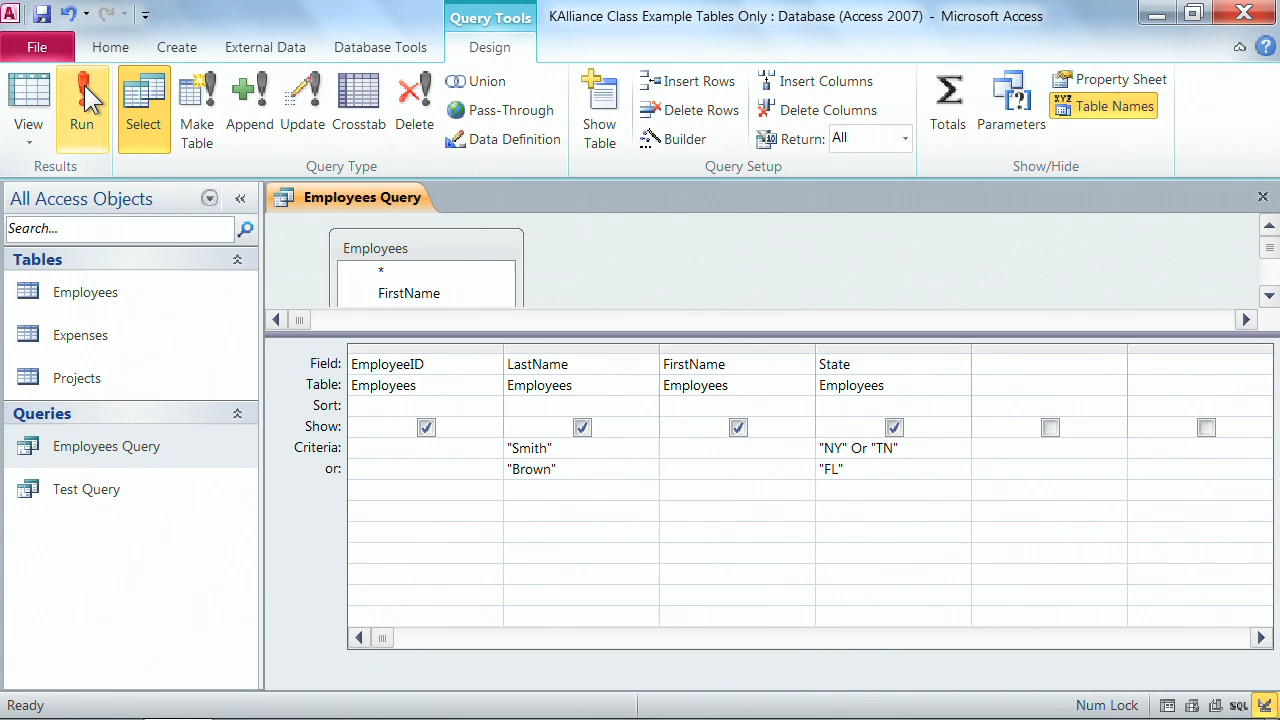 Query Tools
KAlliance Class Example Tables Only : Database (Access 2007) - Microsoft Access
File Home Create External Data Database Tools Design
View Run Select Make Table Append Update Crosstab Delete
Union
Pass-Through
Data Definition
Show Table
Insert Rows
Delete Rows
Builder
Insert Columns
Delete Columns
Return: All
Totals Parameters
Property Sheet
XYZ Table Names
Results Query Type Query Setup Show/Hide
All Access Objects
Search...
Tables
Employees
Expenses
Projects
Queries
Employees Query
Test Query
Employees Query
Employees
*
FirstName
Field: EmployeeID LastName FirstName State
Table: Employees Employees Employees Employees
Sort:
Show:
Criteria: "Smith" "NY" Or "TN"
or: "Brown" "FL"
Ready
Num Lock
SQL